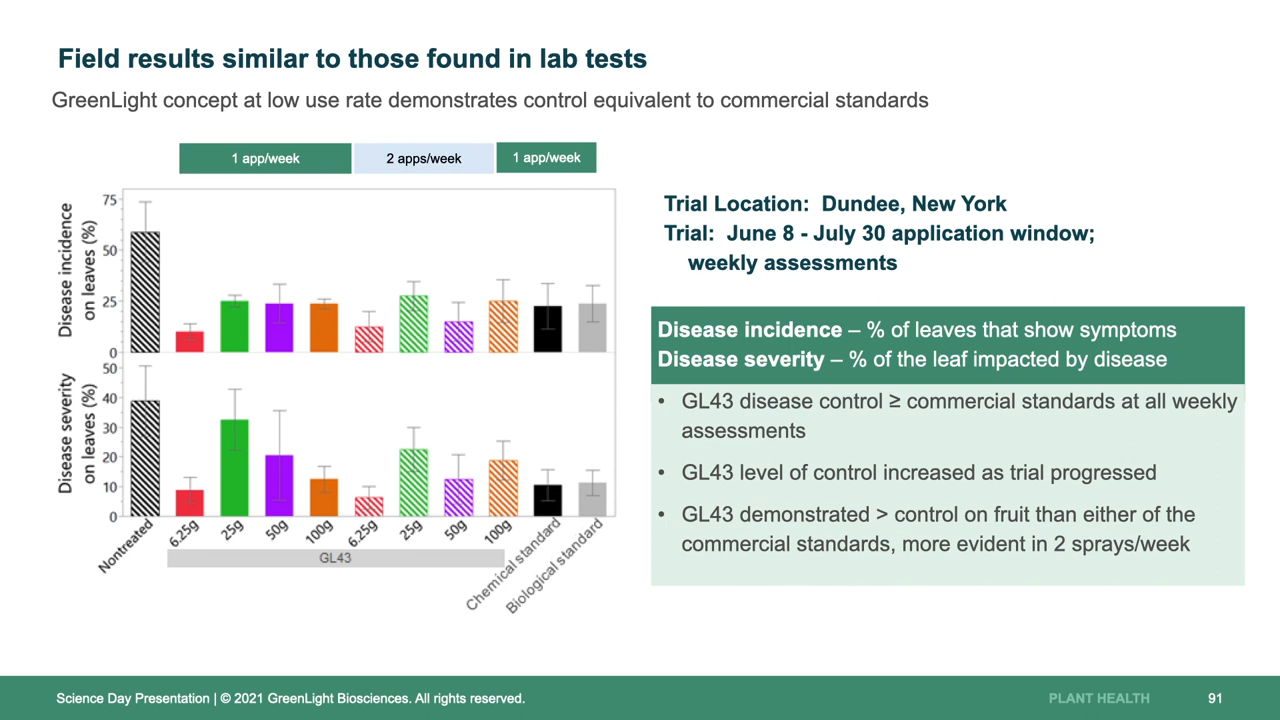 Field results similar to those found in lab tests
GreenLight concept at low use rate demonstrates control equivalent to commercial standards
1 app/week
2 apps/week
1 app/week
Disease incidence
on leaves (%)
75
50
25
0
Disease severity
on leaves (%)
50
40
30
20
10
0
Nontreated
6.25g
25g
50g
100g
6.25g
25g
50g
100g
Chemical standard
Biological standard
GL43
Trial Location: Dundee, New York
Trial: June 8 - July 30 application window;
weekly assessments
Disease incidence – % of leaves that show symptoms
Disease severity – % of the leaf impacted by disease
• GL43 disease control ≥ commercial standards at all weekly
assessments
• GL43 level of control increased as trial progressed
• GL43 demonstrated > control on fruit than either of the
commercial standards, more evident in 2 sprays/week
Science Day Presentation | © 2021 GreenLight Biosciences. All rights reserved.
PLANT HEALTH
91